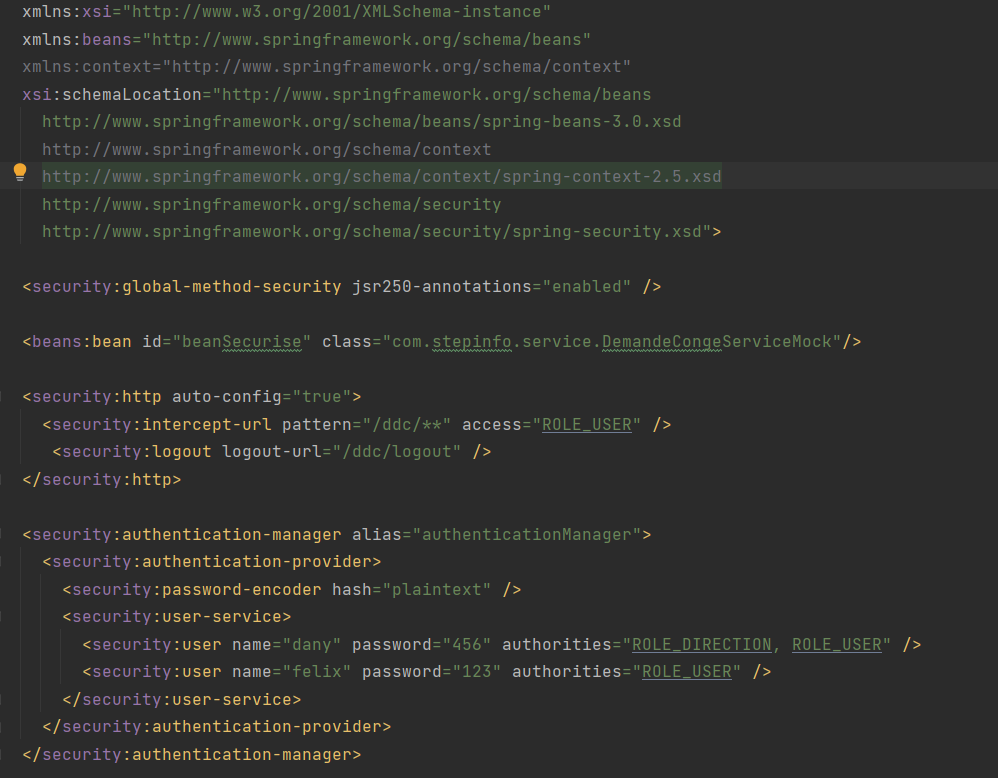 xmlns:xsi="http://www.w3.org/2001/XMLSchema-instance"
xmlns:beans="http://www.springframework.org/schema/beans"
xmlns:context="http://www.springframework.org/schema/context"
xsi:schemaLocation="http://www.springframework.org/schema/beans
http://www.springframework.org/schema/beans/spring-beans-3.0.xsd
http://www.springframework.org/schema/context
http://www.springframework.org/schema/context/spring-context-2.5.xsd
http://www.springframework.org/schema/security
http://www.springframework.org/schema/security/spring-security.xsd">
<security:global-method-security jsr250-annotations="enabled" />
<beans:bean id="beanSecurise" class="com.stepinfo.service.DemandeCongeServiceMock"/>
<security:http auto-config="true">
<security:intercept-url pattern="/ddc/**" access="ROLE_USER" />
<security:logout logout-url="/ddc/logout" />
</security:http>
<security:authentication-manager alias="authenticationManager">
<security:authentication-provider>
<security:password-encoder hash="plaintext" />
<security:user-service>
<security:user name="dany" password="456" authorities="ROLE_DIRECTION, ROLE_USER" />
<security:user name="felix" password="123" authorities="ROLE_USER" />
</security:user-service>
</security:authentication-provider>
</security:authentication-manager>